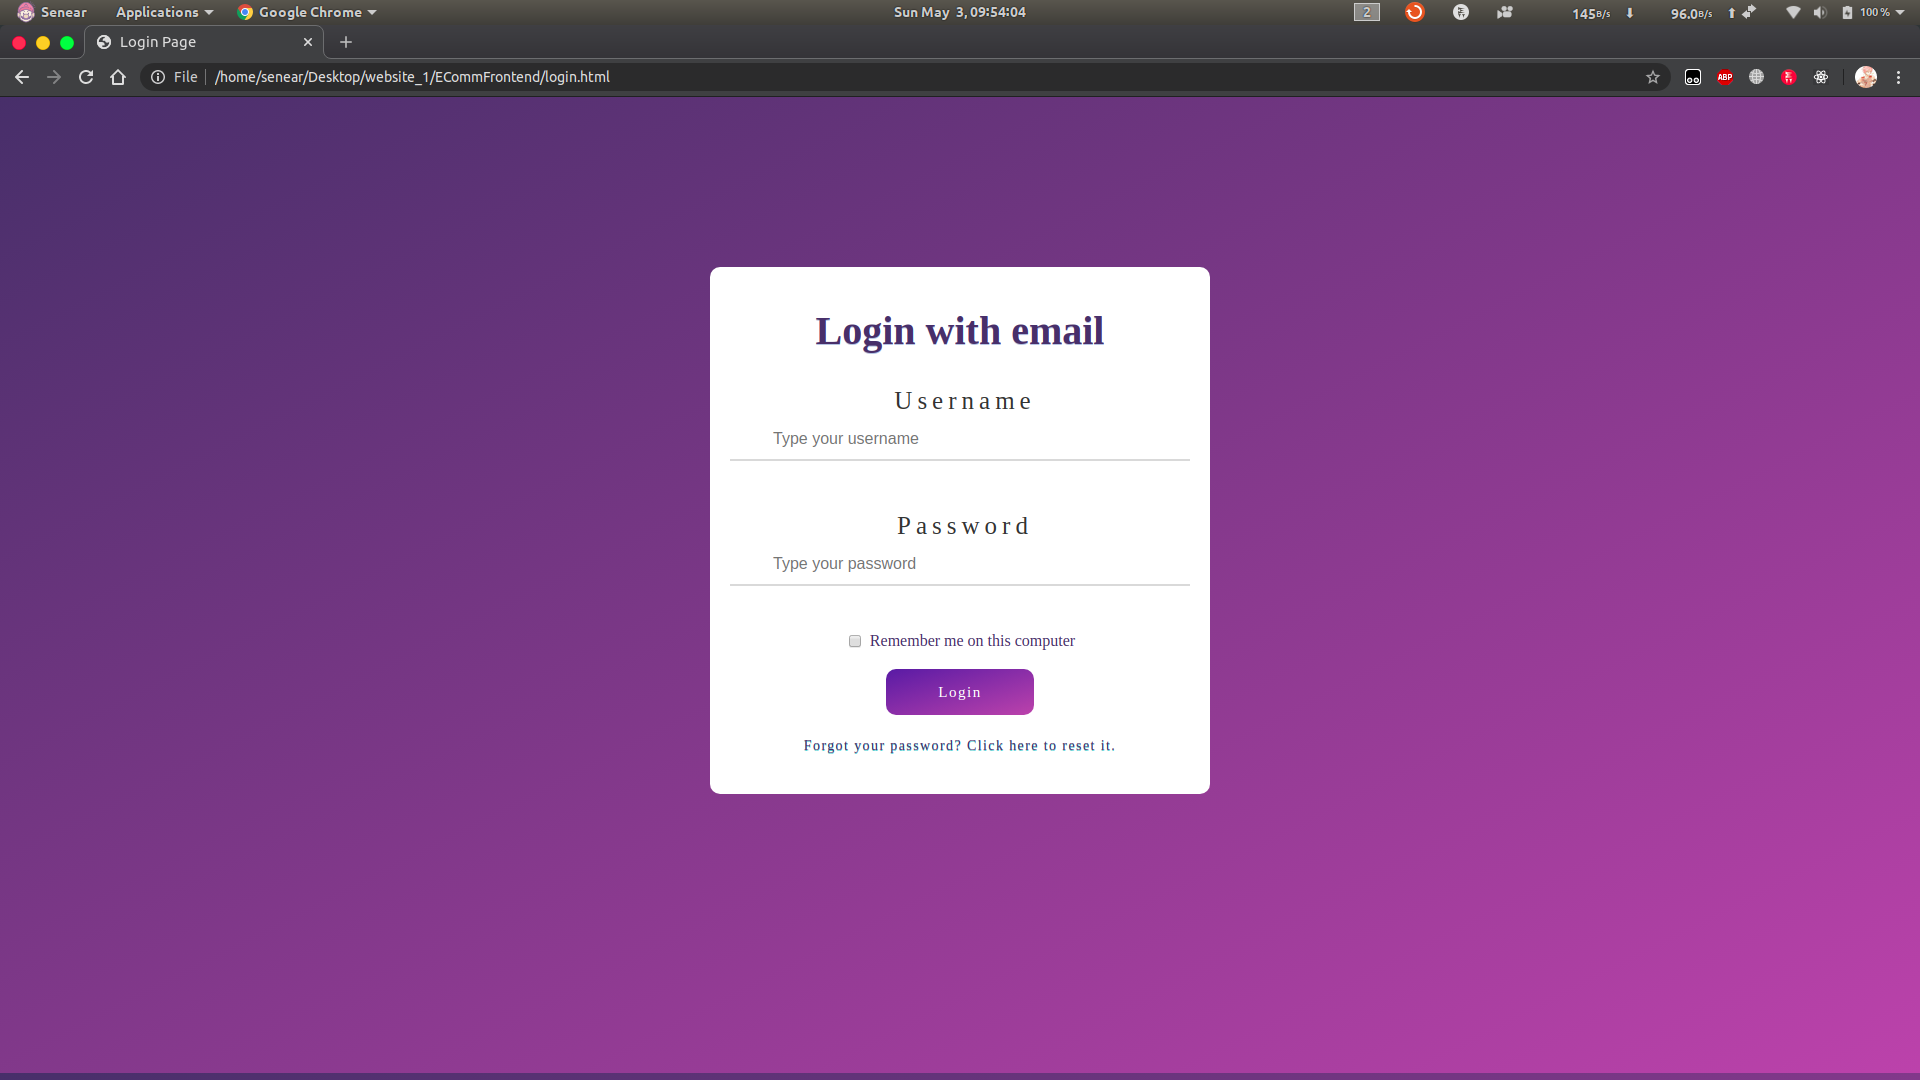 Senear Applications Google Chrome Sun May 3, 09:54:04 2 145B/s 96.0B/s 100%
Login Page
File /home/senear/Desktop/website_1/ECommFrontend/login.html ABP
Login with email
Username
Type your username
Password
Type your password
Remember me on this computer
Login
Forgot your password? Click here to reset it.